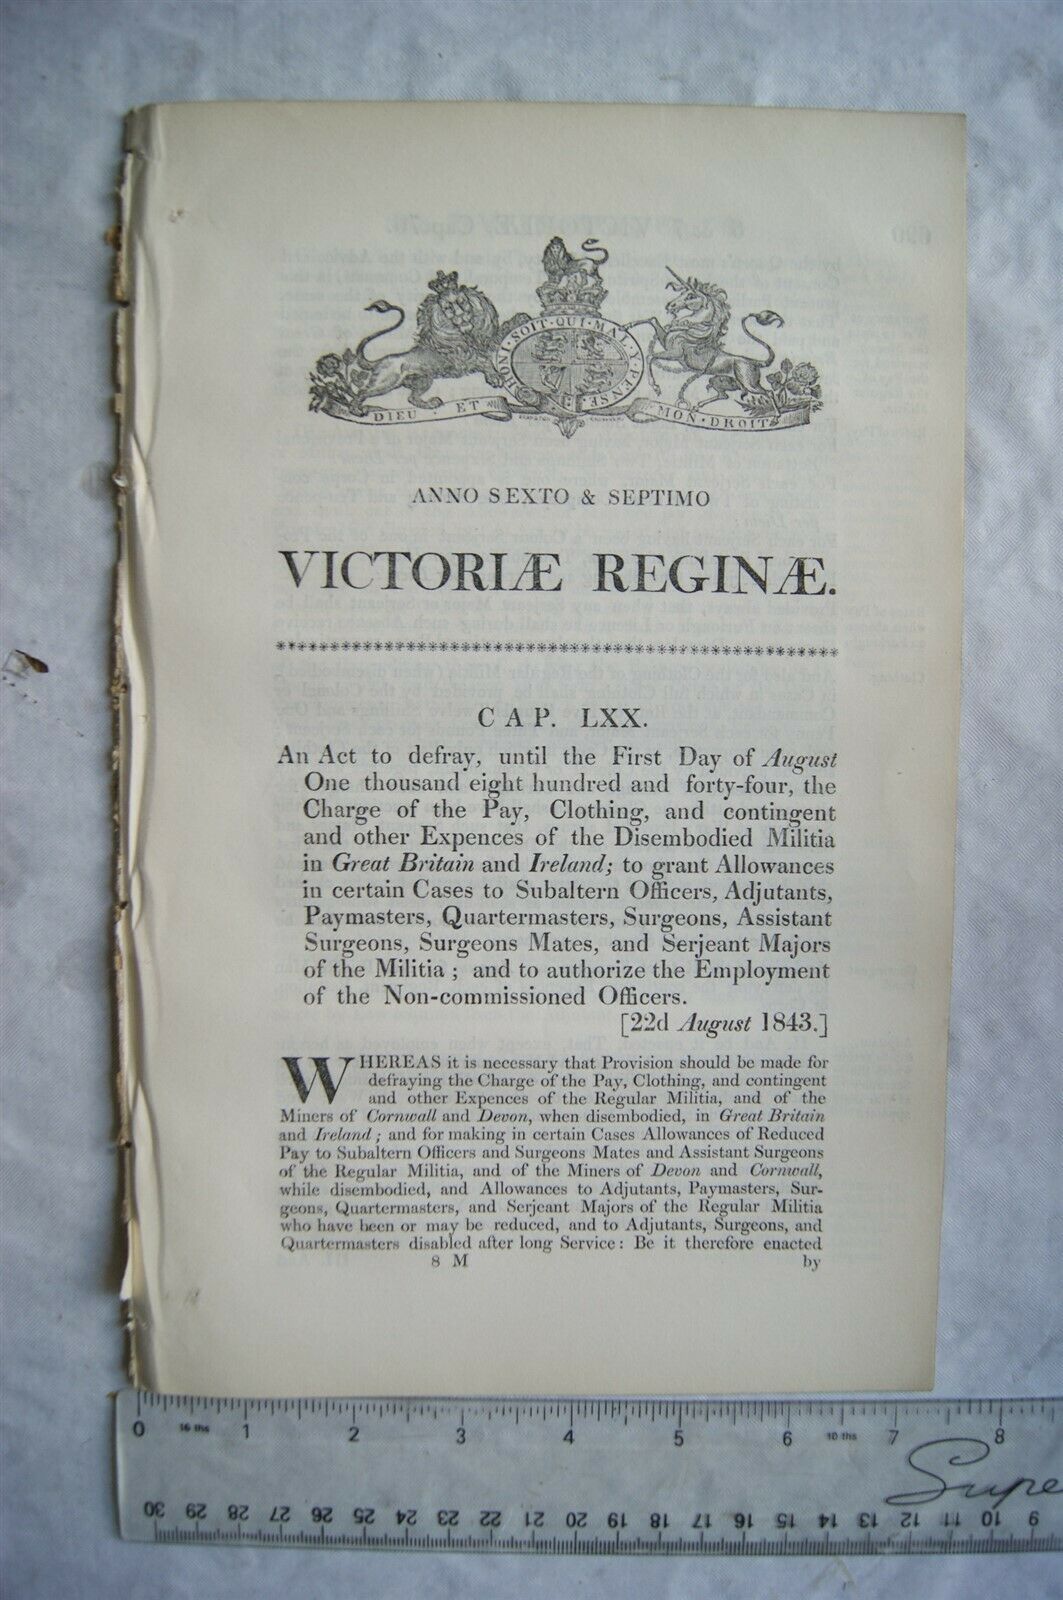 HONI · SOIT · QUI · MAL · Y · PENSE
DIEU · ET
MON · DROIT
ANNO SEXTO & SEPTIMO
VICTORIÆ REGINÆ.
CAP. LXX.
An Act to defray, until the First Day of August
One thousand eight hundred and forty-four, the
Charge of the Pay, Clothing, and contingent
and other Expences of the Disembodied Militia
in Great Britain and Ireland; to grant Allowances
in certain Cases to Subaltern Officers, Adjutants,
Paymasters, Quartermasters, Surgeons, Assistant
Surgeons, Surgeons Mates, and Serjeant Majors
of the Militia; and to authorize the Employment
of the Non-commissioned Officers.
[22d August 1843.]
WHEREAS it is necessary that Provision should be made for
defraying the Charge of the Pay, Clothing, and contingent
and other Expences of the Regular Militia, and of the
Miners of Cornwall and Devon, when disembodied, in Great Britain
and Ireland; and for making in certain Cases Allowances of Reduced
Pay to Subaltern Officers and Surgeons Mates and Assistant Surgeons
of the Regular Militia, and of the Miners of Devon and Cornwall,
while disembodied, and Allowances to Adjutants, Paymasters, Sur-
geons, Quartermasters, and Serjeant Majors of the Regular Militia
who have been or may be reduced, and to Adjutants, Surgeons, and
Quartermasters disabled after long Service: Be it therefore enacted
8 M by
0 16 ths 1 2 3 4 5 6 10 ths 7 8
Supe
30 29 28 27 26 25 24 23 22 21 20 19 18 17 16 15 14 13 12 11 10 9